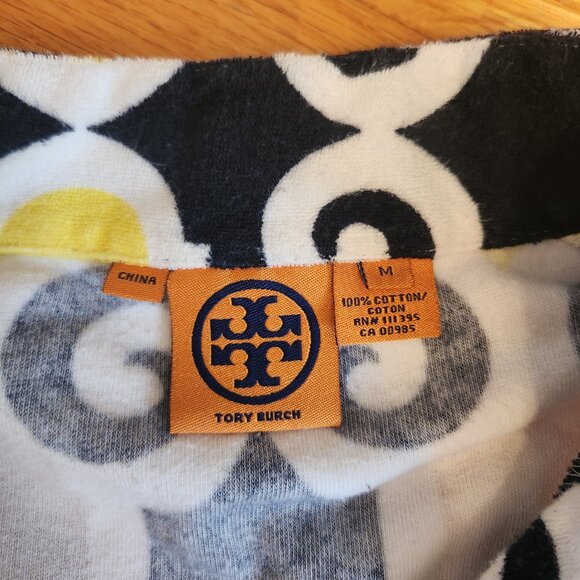 CHINA
TORY BURCH
M
100% COTTON/
COTON
RN# 111395
CA 00985